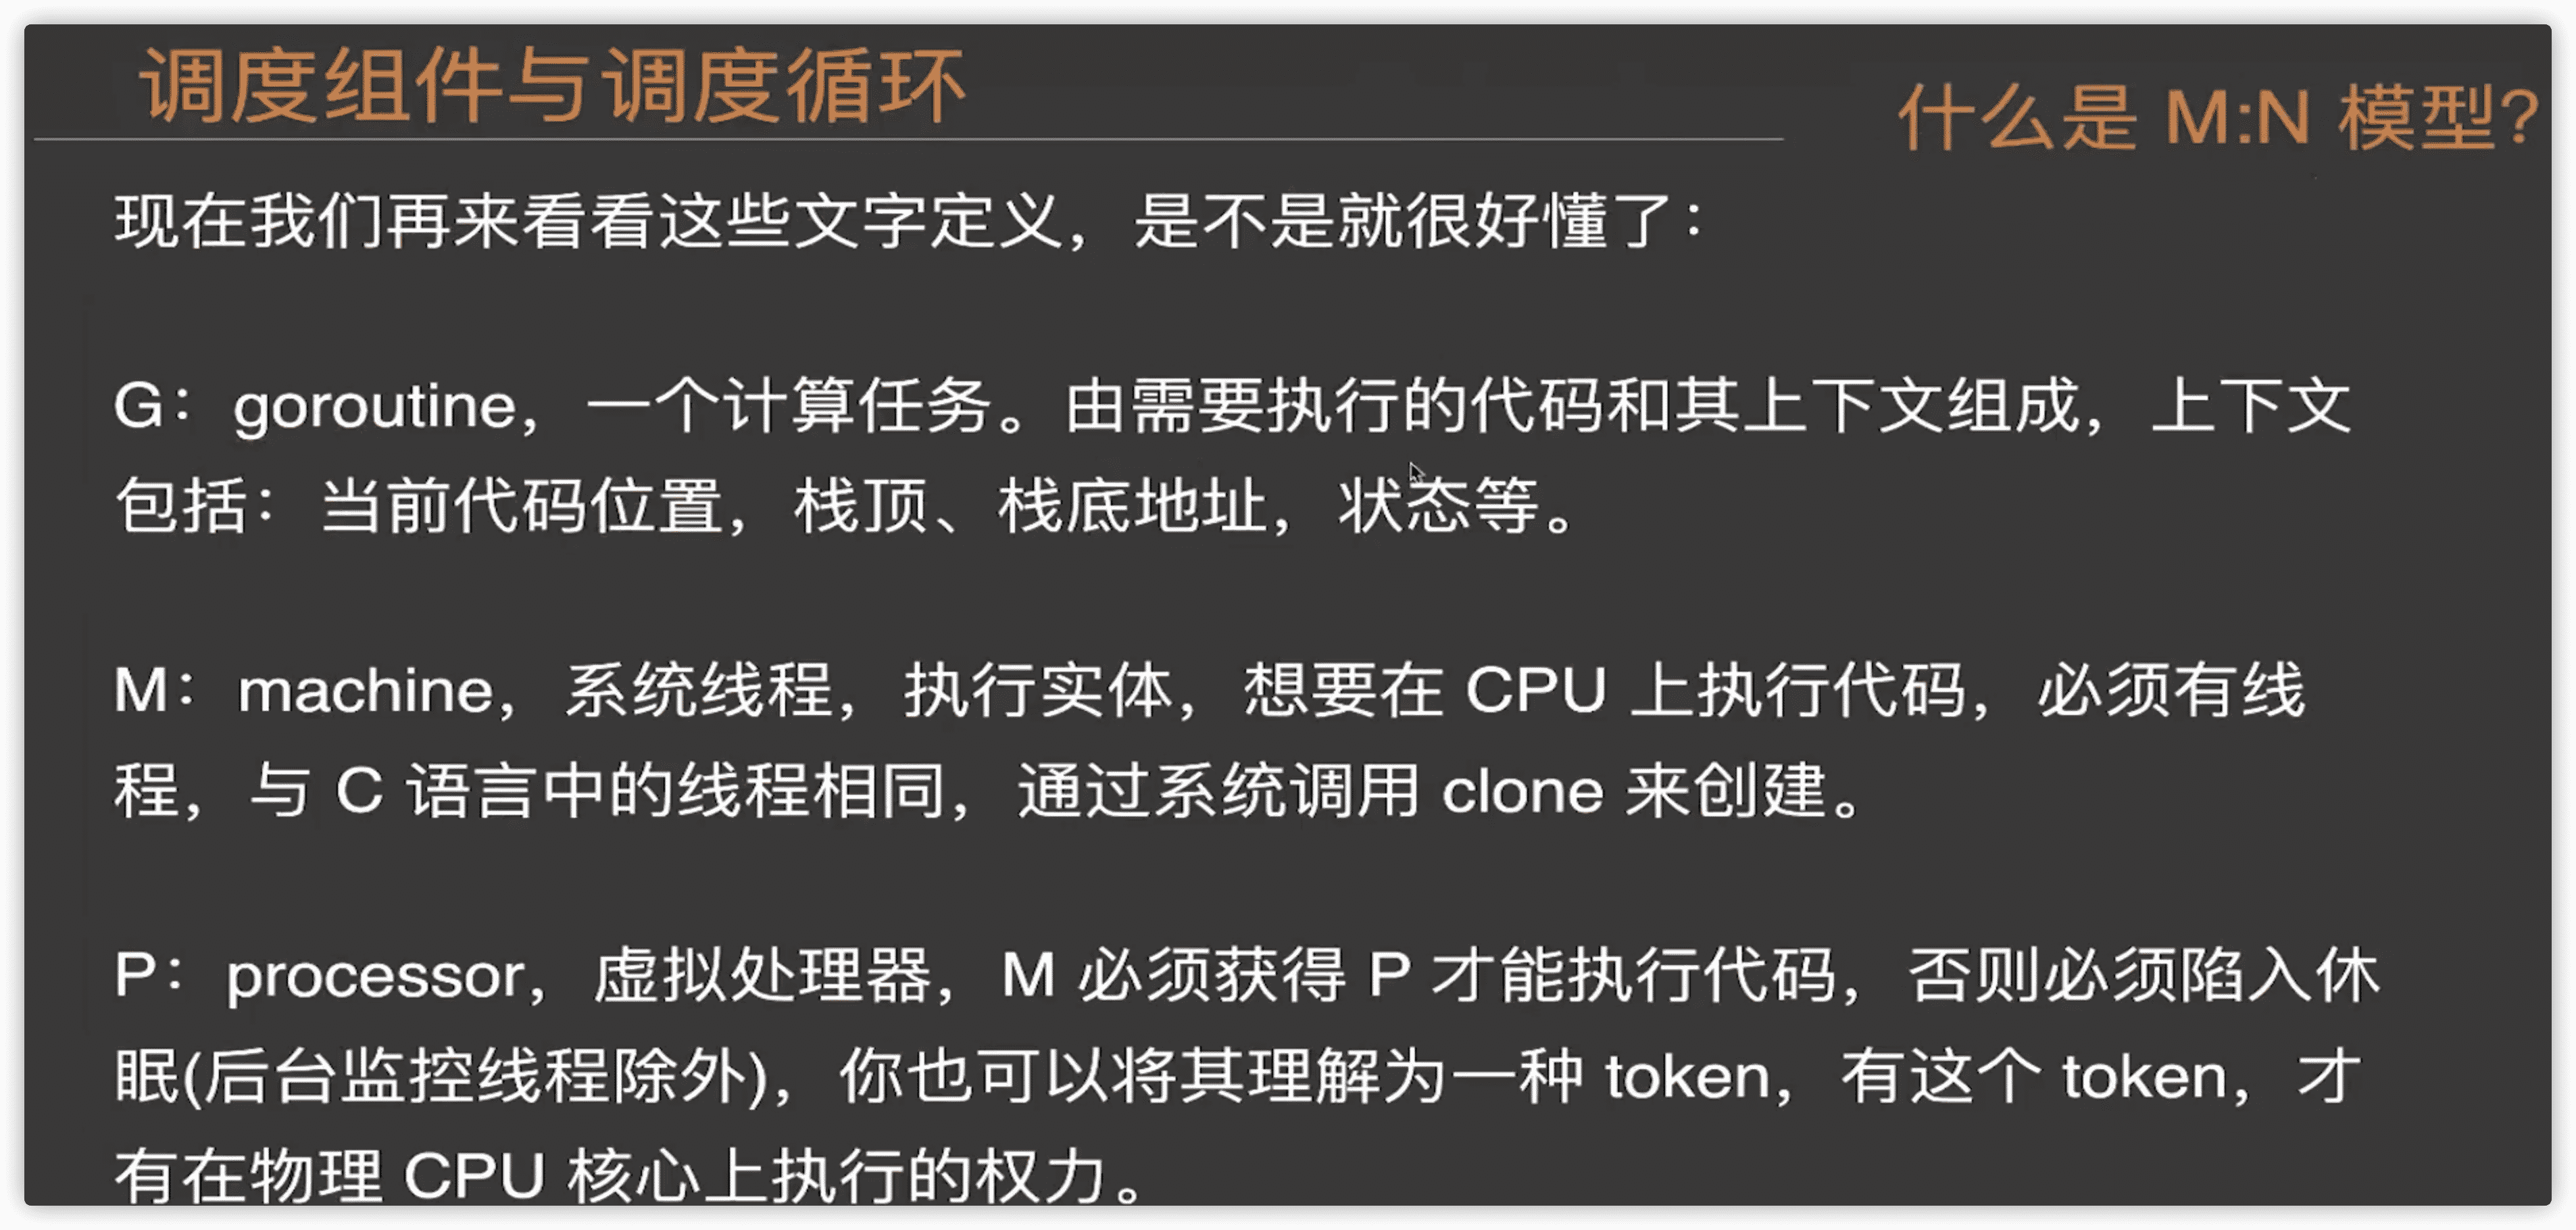 调度组件与调度循环
什么是 M:N 模型?
现在我们再来看看这些文字定义，是不是就很好懂了：
G：goroutine，一个计算任务。由需要执行的代码和其上下文组成，上下文
包括：当前代码位置，栈顶、栈底地址，状态等。
M：machine，系统线程，执行实体，想要在 CPU 上执行代码，必须有线
程，与 C 语言中的线程相同，通过系统调用 clone 来创建。
P：processor，虚拟处理器，M 必须获得 P 才能执行代码，否则必须陷入休
眠(后台监控线程除外)，你也可以将其理解为一种 token，有这个 token，才
有在物理 CPU 核心上执行的权力。